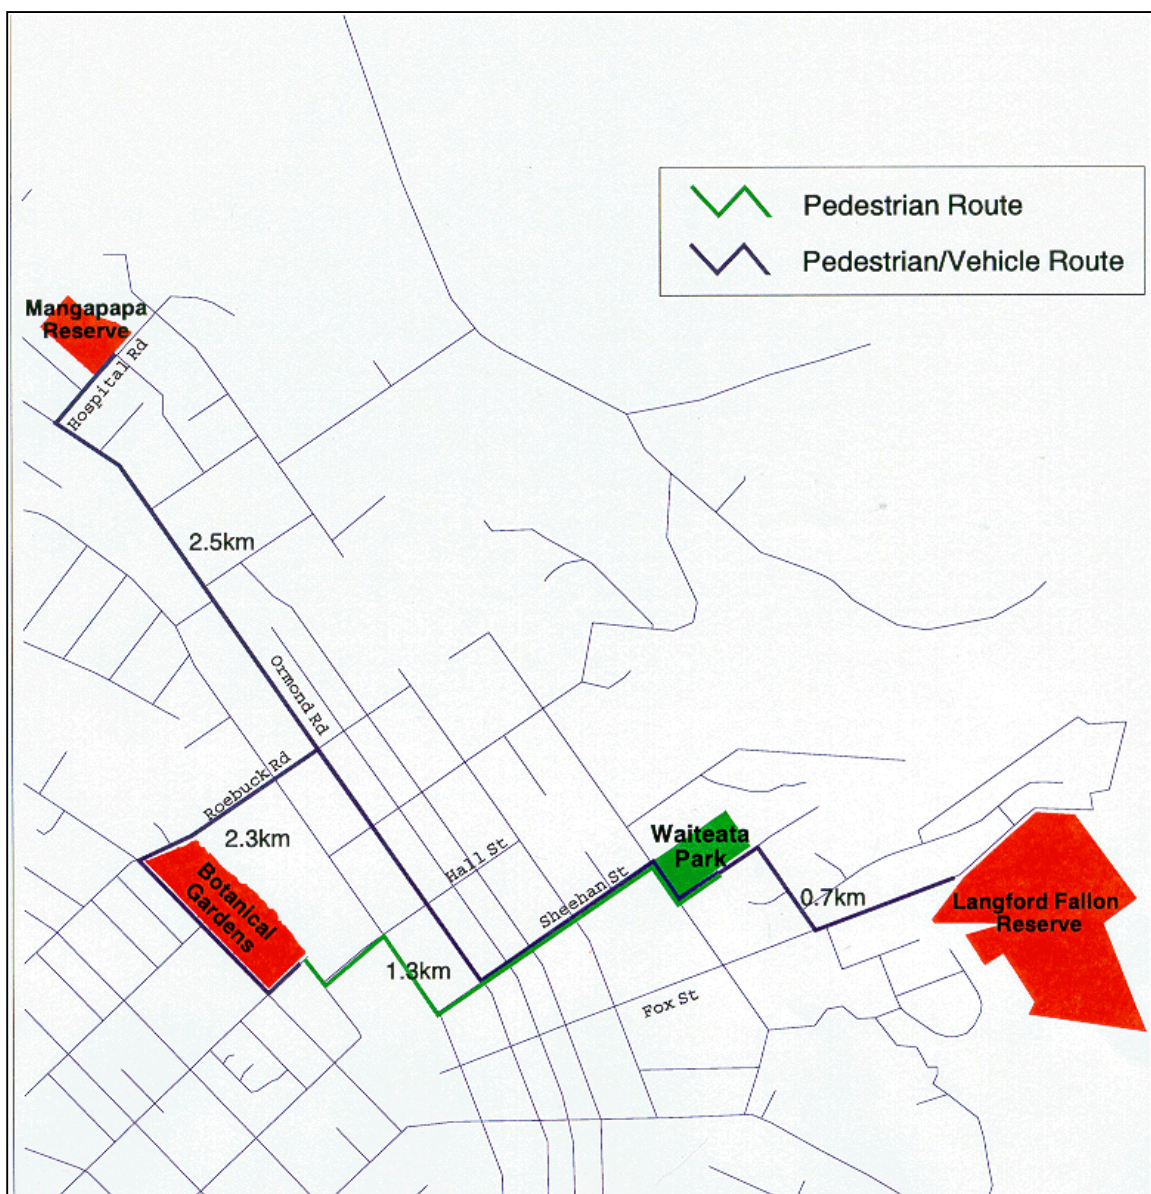 Pedestrian Route
Pedestrian/Vehicle Route
Mangapapa
Reserve
Hospital Rd
2.5km
Ormond Rd
Roebuck Rd
2.3km
Botanical
Gardens
Hall St
Sheehan St
Waiteata
Park
0.7km
Langford Fallon
Reserve
1.3km
Fox St